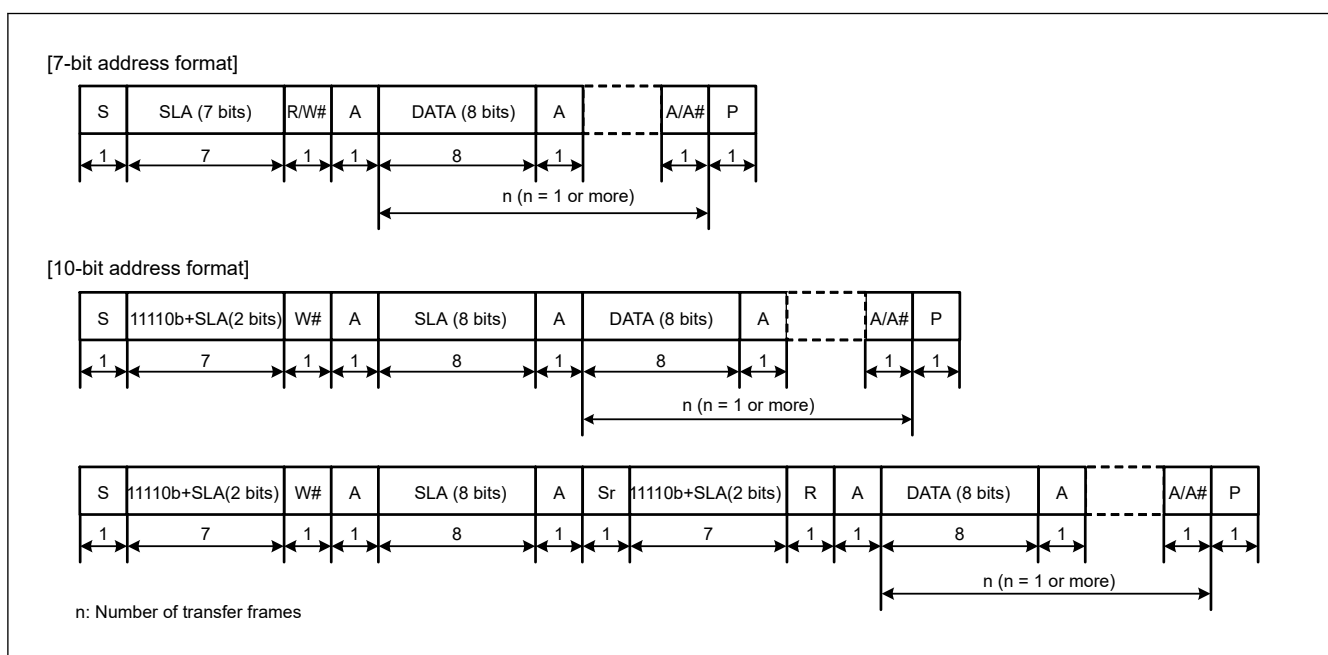 [7-bit address format]
S SLA (7 bits) R/W# A DATA (8 bits) A A/A# P
1 7 1 1 8 1 1 1
n (n = 1 or more)
[10-bit address format]
S 11110b+SLA(2 bits) W# A SLA (8 bits) A DATA (8 bits) A A/A# P
1 7 1 1 8 1 8 1 1 1
n (n = 1 or more)
S 11110b+SLA(2 bits) W# A SLA (8 bits) A Sr 11110b+SLA(2 bits) R A DATA (8 bits) A A/A# P
1 7 1 1 8 1 1 7 1 1 8 1 1 1
n (n = 1 or more)
n: Number of transfer frames